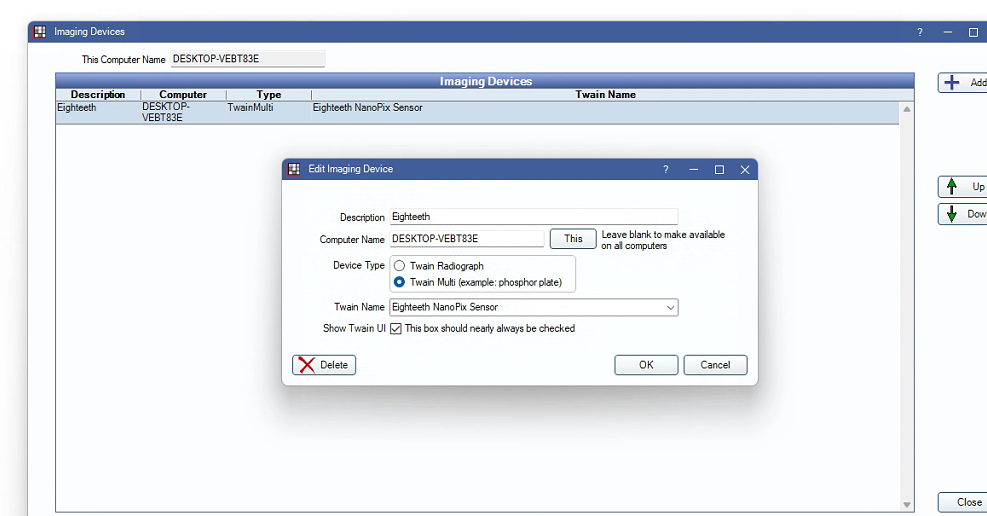 Imaging Devices
This Computer Name DESKTOP-VEBT83E
Imaging Devices
Description Computer Type Twain Name
Eighteeth DESKTOP-VEBT83E TwainMulti Eighteeth NanoPix Sensor
Add
Edit Imaging Device
Description Eighteeth
Computer Name DESKTOP-VEBT83E This Leave blank to make available
on all computers
Device Type Twain Radiograph
Twain Multi (example: phosphor plate)
Twain Name Eighteeth NanoPix Sensor
Show Twain UI This box should nearly always be checked
Delete OK Cancel
Up
Dow
Close